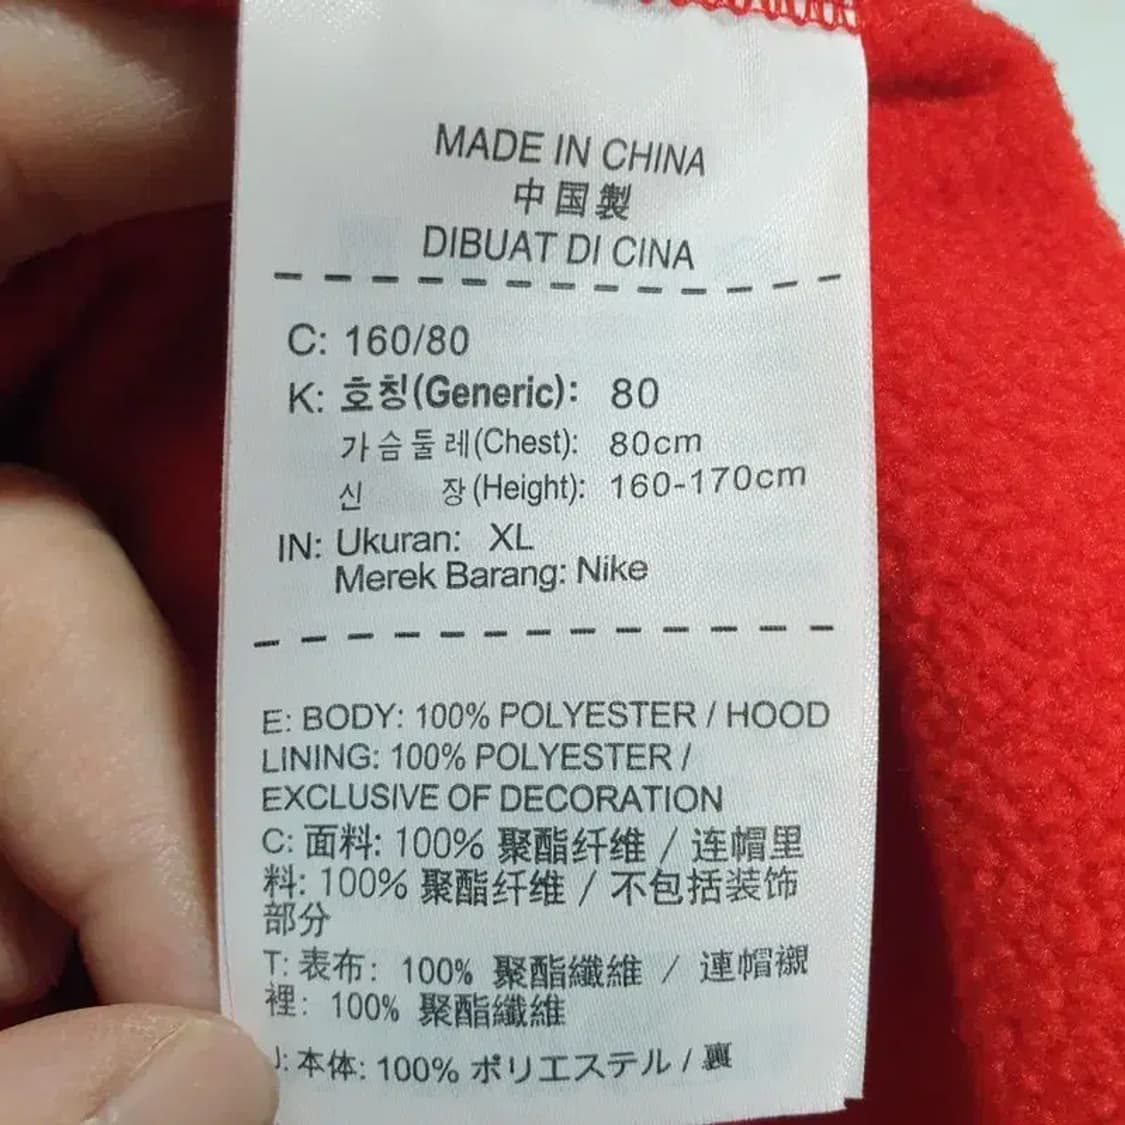 MADE IN CHINA
中国製
DIBUAT DI CINA
C: 160/80
K: 호칭(Generic): 80
가슴둘레(Chest): 80cm
신 장(Height): 160-170cm
IN: Ukuran: XL
Merek Barang: Nike
E: BODY: 100% POLYESTER / HOOD
LINING: 100% POLYESTER /
EXCLUSIVE OF DECORATION
C: 面料: 100% 聚酯纤维 / 连帽里
料: 100% 聚酯纤维 / 不包括装饰
部分
T: 表布: 100% 聚酯纖維 / 連帽襯
裡: 100% 聚酯纖維
J: 本体: 100% ポリエステル / 裏